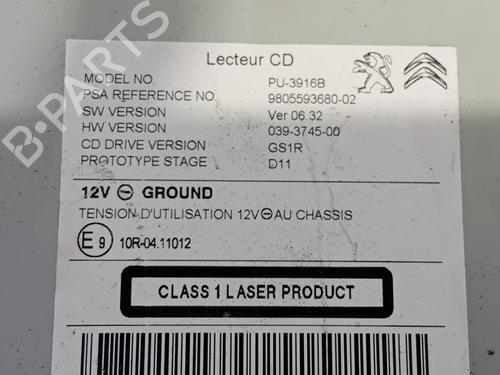 Lecteur CD
MODEL NO. PU-3916B
PSA REFERENCE NO. 9805593680-02
SW VERSION Ver 06.32
HW VERSION 039-3745-00
CD DRIVE VERSION GS1R
PROTOTYPE STAGE D11
12V ⊖ GROUND
TENSION D'UTILISATION 12V⊖AU CHASSIS
E9 10R-04.11012
CLASS 1 LASER PRODUCT
B-PARTS